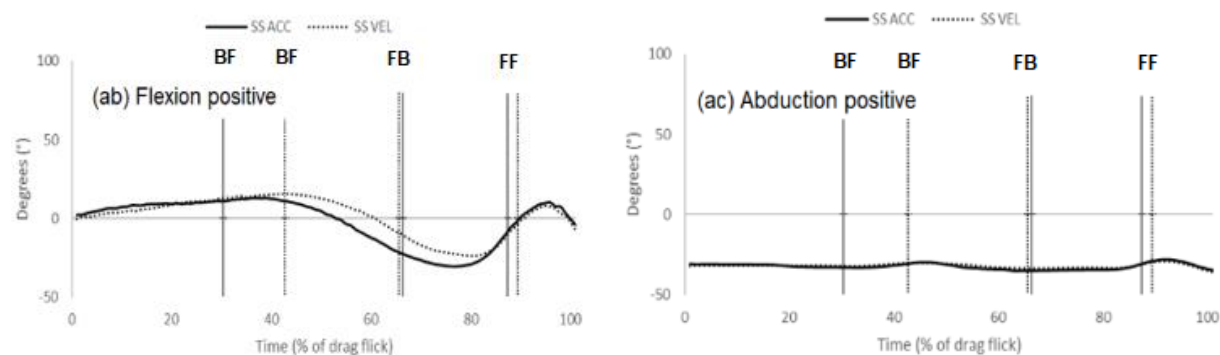 SS ACC SS VEL
BF BF FB FF
100
(ab) Flexion positive
50
0
-50
Degrees (°)
0 20 40 60 80 100
Time (% of drag flick)
SS ACC SS VEL
BF BF FB FF
100
(ac) Abduction positive
50
0
-50
Degrees (°)
0 20 40 60 80 100
Time (% of drag flick)